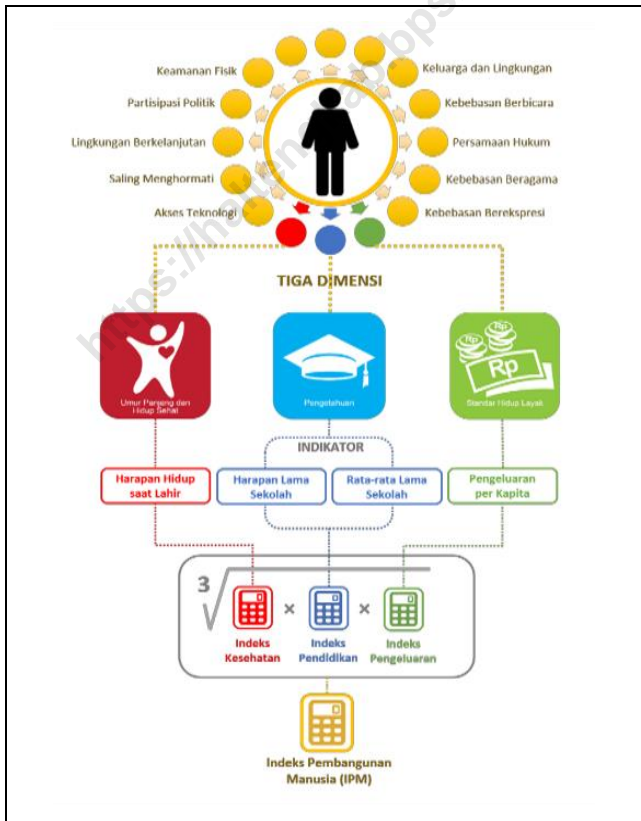 Keamanan Fisik
Keluarga dan Lingkungan
Partisipasi Politik
Kebebasan Berbicara
Lingkungan Berkelanjutan
Persamaan Hukum
Saling Menghormati
Kebebasan Beragama
Akses Teknologi
Kebebasan Berekspresi
TIGA DIMENSI
Umur Panjang dan
Hidup Sehat
Pengetahuan
Rp
Rp
Rp
Standar Hidup Layak
INDIKATOR
Harapan Hidup
saat Lahir
Harapan Lama
Sekolah
Rata-rata Lama
Sekolah
Pengeluaran
per Kapita
3
√
×
×
Indeks
Kesehatan
Indeks
Pendidikan
Indeks
Pengeluaran
Indeks Pembangunan
Manusia (IPM)